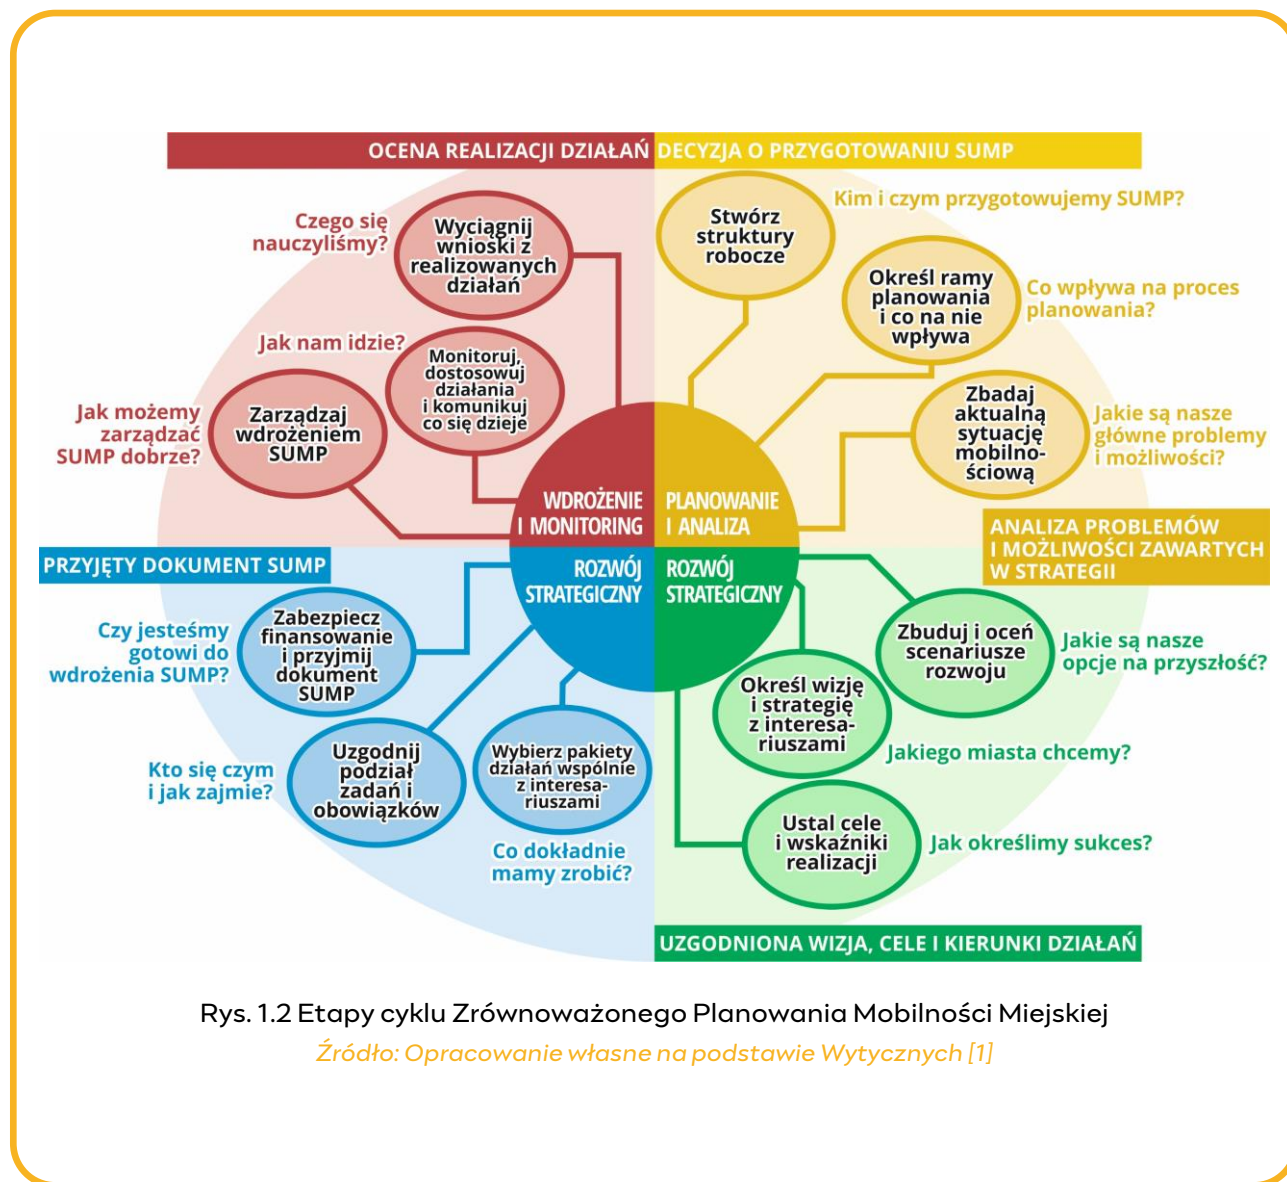 OCENA REALIZACJI DZIAŁAŃ
DECYZJA O PRZYGOTOWANIU SUMP
Kim i czym przygotowujemy SUMP?
Stwórz
struktury
robocze
Określ ramy
planowania
i co na nie
wpływa
Co wpływa na proces
planowania?
Zbadaj
aktualną
sytuację
mobilno-
ściową
Jakie są nasze
główne problemy
i możliwości?
PLANOWANIE
I ANALIZA
ANALIZA PROBLEMÓW
I MOŻLIWOŚCI ZAWARTYCH
W STRATEGII
ROZWÓJ
STRATEGICZNY
Zbuduj i oceń
scenariusze
rozwoju
Jakie są nasze
opcje na przyszłość?
Określ wizję
i strategię
z interesa-
riuszami
Jakiego miasta chcemy?
Ustal cele
i wskaźniki
realizacji
Jak określimy sukces?
UZGODNIONA WIZJA, CELE I KIERUNKI DZIAŁAŃ
ROZWÓJ
STRATEGICZNY
Wybierz pakiety
działań wspólnie
z interesa-
riuszami
Co dokładnie
mamy zrobić?
Uzgodnij
podział
zadań i
obowiązków
Kto się czym
i jak zajmie?
Zabezpiecz
finansowanie
i przyjmij
dokument
SUMP
Czy jesteśmy
gotowi do
wdrożenia SUMP?
PRZYJĘTY DOKUMENT SUMP
WDROŻENIE
I MONITORING
Zarządzaj
wdrożeniem
SUMP
Jak możemy
zarządzać
SUMP dobrze?
Monitoruj,
dostosowuj
działania
i komunikuj
co się dzieje
Jak nam idzie?
Wyciągnij
wnioski z
realizowanych
działań
Czego się
nauczyliśmy?
Rys. 1.2 Etapy cyklu Zrównoważonego Planowania Mobilności Miejskiej
Źródło: Opracowanie własne na podstawie Wytycznych [1]